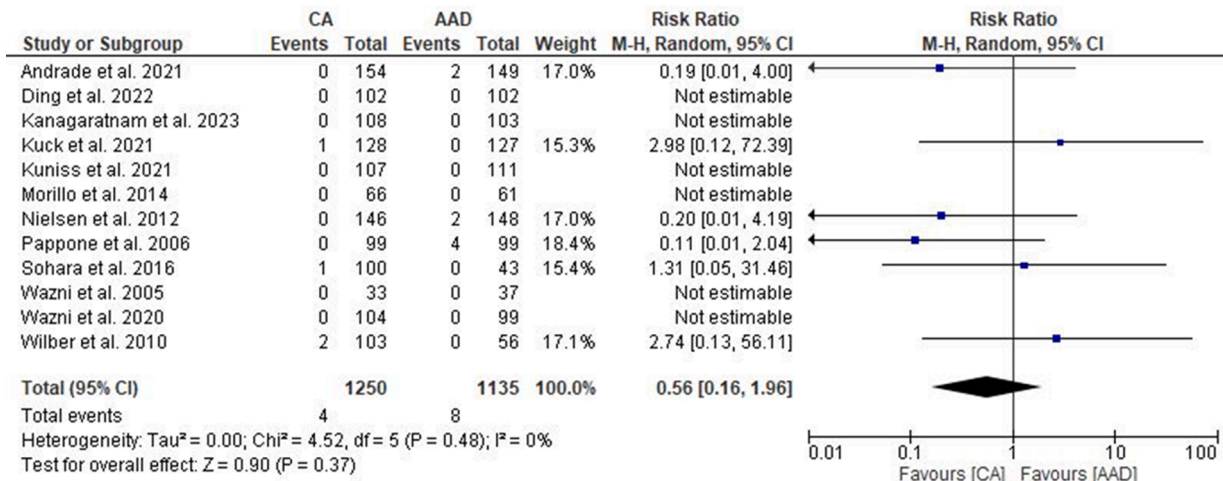 CA AAD Risk Ratio Risk Ratio
Study or Subgroup Events Total Events Total Weight M-H, Random, 95% CI M-H, Random, 95% CI
Andrade et al. 2021 0 154 2 149 17.0% 0.19 [0.01, 4.00]
Ding et al. 2022 0 102 0 102 Not estimable
Kanagaratnam et al. 2023 0 108 0 103 Not estimable
Kuck et al. 2021 1 128 0 127 15.3% 2.98 [0.12, 72.39]
Kuniss et al. 2021 0 107 0 111 Not estimable
Morillo et al. 2014 0 66 0 61 Not estimable
Nielsen et al. 2012 0 146 2 148 17.0% 0.20 [0.01, 4.19]
Pappone et al. 2006 0 99 4 99 18.4% 0.11 [0.01, 2.04]
Sohara et al. 2016 1 100 0 43 15.4% 1.31 [0.05, 31.46]
Wazni et al. 2005 0 33 0 37 Not estimable
Wazni et al. 2020 0 104 0 99 Not estimable
Wilber et al. 2010 2 103 0 56 17.1% 2.74 [0.13, 56.11]
Total (95% CI) 1250 1135 100.0% 0.56 [0.16, 1.96]
Total events 4 8
Heterogeneity: Tau² = 0.00; Chi² = 4.52, df = 5 (P = 0.48); I² = 0%
Test for overall effect: Z = 0.90 (P = 0.37)
0.01 0.1 1 10 100
Favours [CA] Favours [AAD]